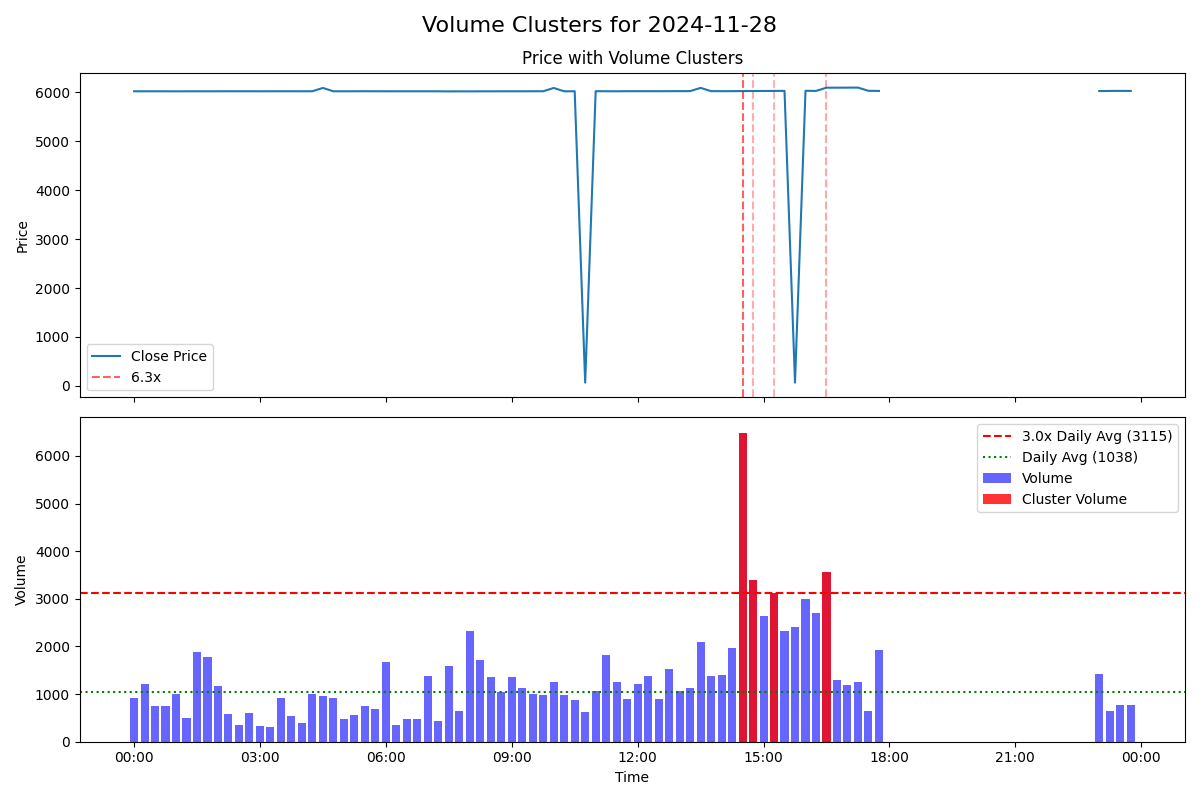 Volume Clusters for 2024-11-28
Price with Volume Clusters
6000
5000
4000
3000
2000
1000
0
Price
Close Price
6.3x
6000
5000
4000
3000
2000
1000
0
Volume
3.0x Daily Avg (3115)
Daily Avg (1038)
Volume
Cluster Volume
00:00 03:00 06:00 09:00 12:00 15:00 18:00 21:00 00:00
Time